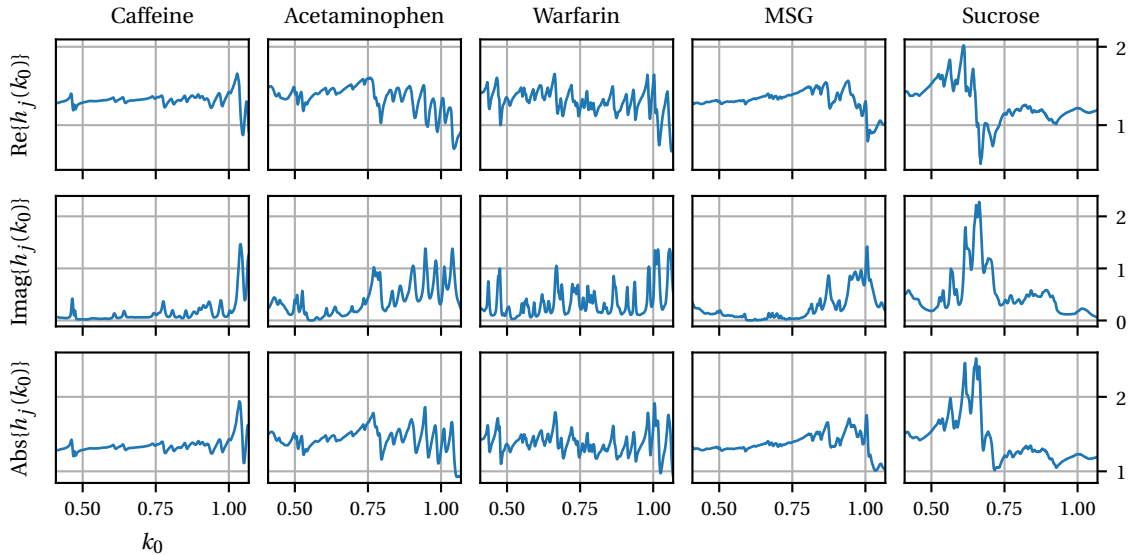 Caffeine Acetaminophen Warfarin MSG Sucrose
Re{h_j(k_0)}
2
1
Imag{h_j(k_0)}
2
1
0
Abs{h_j(k_0)}
2
1
0.50 0.75 1.00 0.50 0.75 1.00 0.50 0.75 1.00 0.50 0.75 1.00 0.50 0.75 1.00
k_0